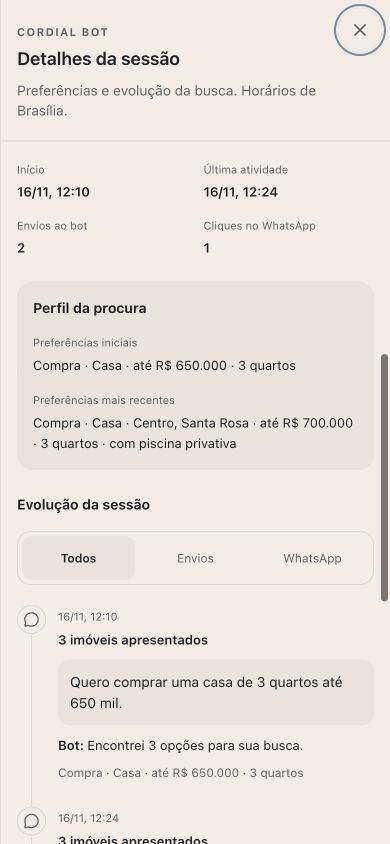 CORDIAL BOT
Detalhes da sessão
Preferências e evolução da busca. Horários de
Brasília.
Início
16/11, 12:10
Última atividade
16/11, 12:24
Envios ao bot
2
Cliques no WhatsApp
1
Perfil da procura
Preferências iniciais
Compra · Casa · até R$ 650.000 · 3 quartos
Preferências mais recentes
Compra · Casa · Centro, Santa Rosa · até R$ 700.000
· 3 quartos · com piscina privativa
Evolução da sessão
Todos
Envios
WhatsApp
16/11, 12:10
3 imóveis apresentados
Quero comprar uma casa de 3 quartos até
650 mil.
Bot: Encontrei 3 opções para sua busca.
Compra · Casa · até R$ 650.000 · 3 quartos
16/11, 12:24
3 imóveis apresentados